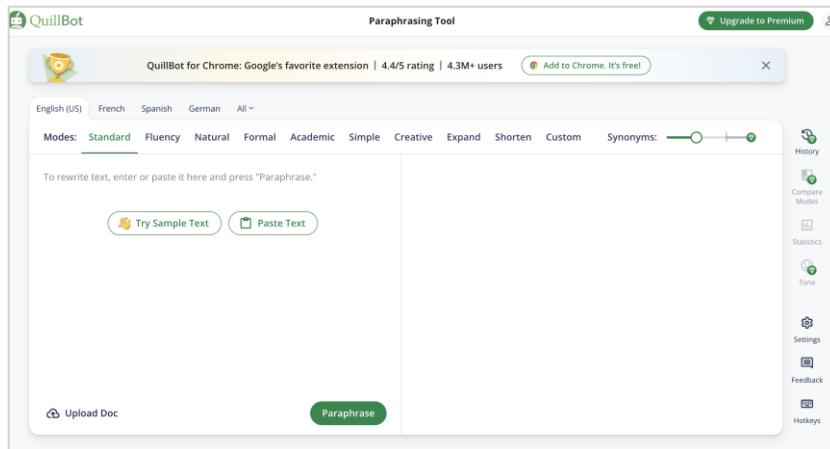 QuillBot
Paraphrasing Tool
Upgrade to Premium
QuillBot for Chrome: Google's favorite extension | 4.4/5 rating | 4.3M+ users
Add to Chrome. It's free!
English (US) French Spanish German All
Modes: Standard Fluency Natural Formal Academic Simple Creative Expand Shorten Custom Synonyms:
To rewrite text, enter or paste it here and press "Paraphrase."
Try Sample Text
Paste Text
Upload Doc
Paraphrase
History
Compare
Modes
Statistics
Tone
Settings
Feedback
Hotkeys